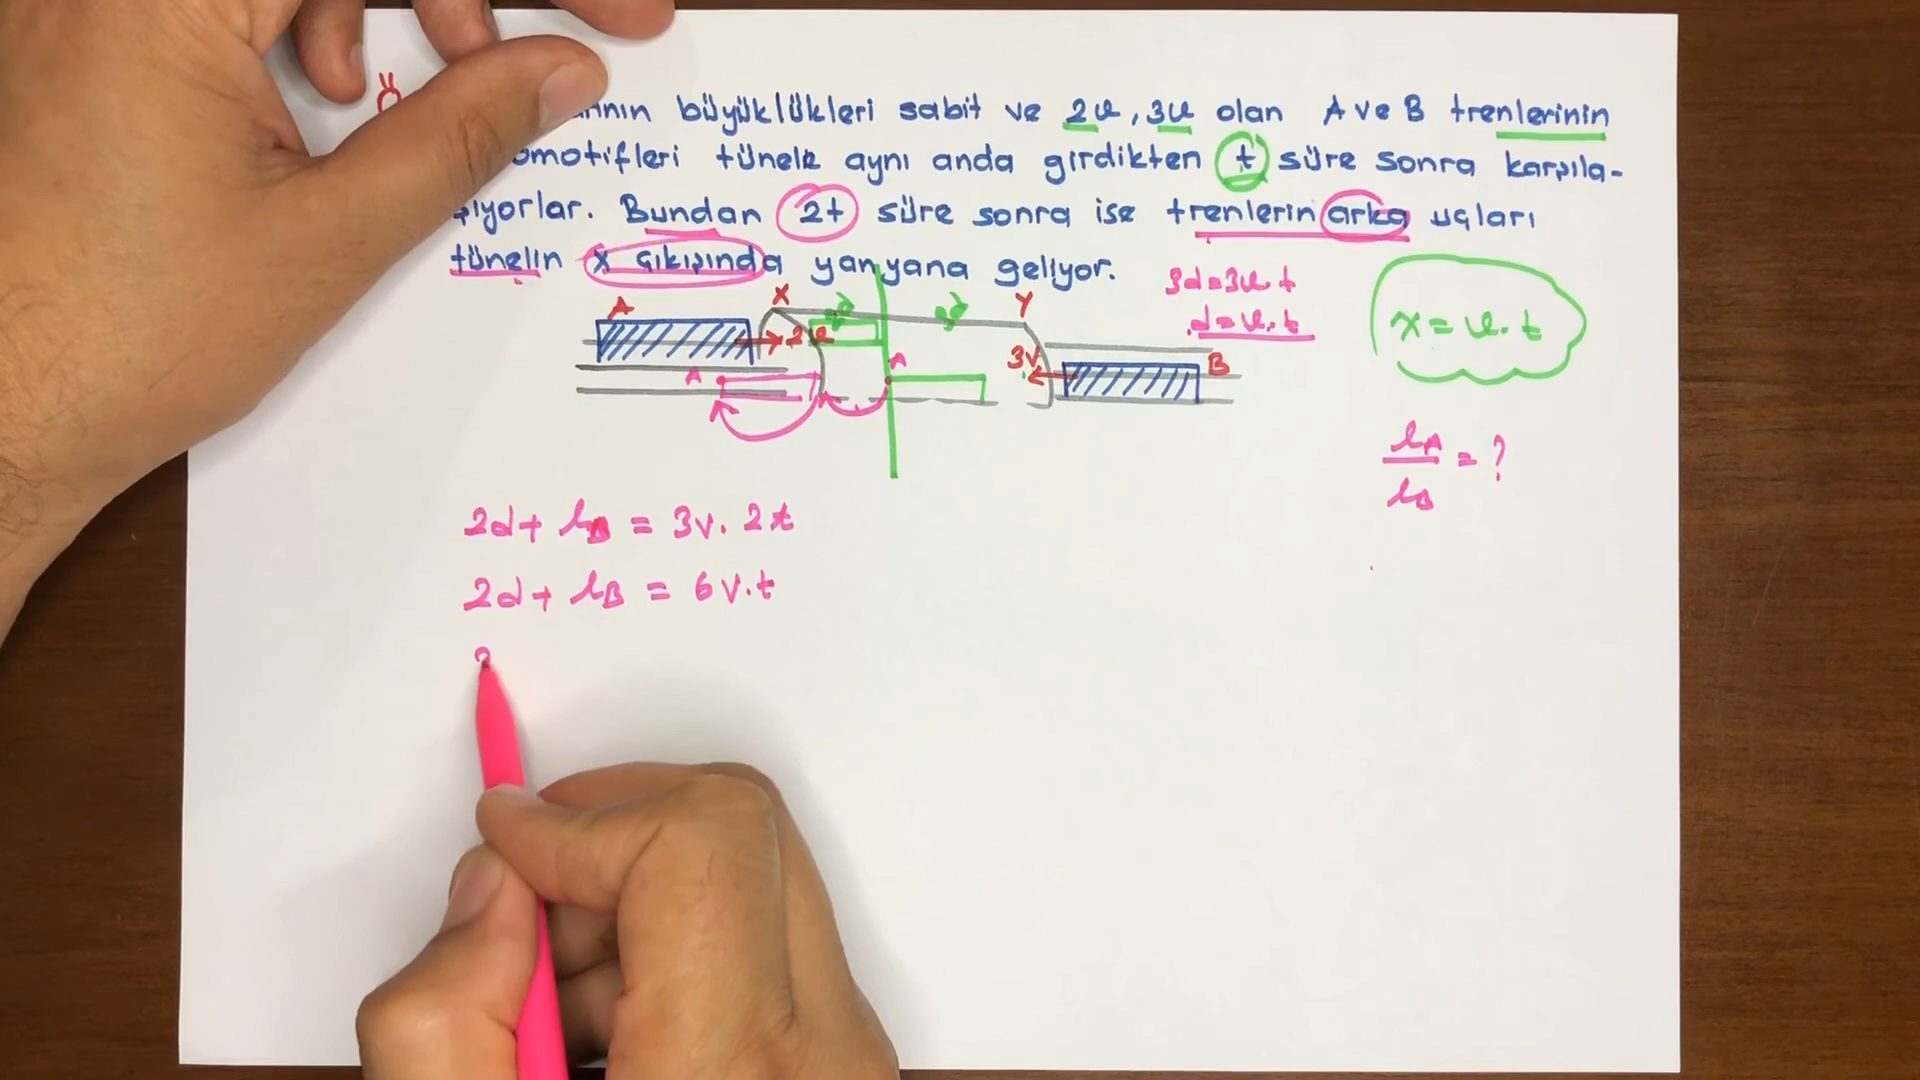 büyüklükleri sabit ve 2v, 3v olan A ve B trenlerinin
tünele aynı anda girdikten t süre sonra karşıla-
şıyorlar. Bundan 2t süre sonra ise trenlerin arka uçları
tünelin x çıkışında yanyana geliyor.
3d=3v.t
d=v.t
x=v.t
A X 2v 2d 3d Y
A A 3v B
lA/lB = ?
2d+ lB = 3v. 2t
2d+ lB = 6v.t